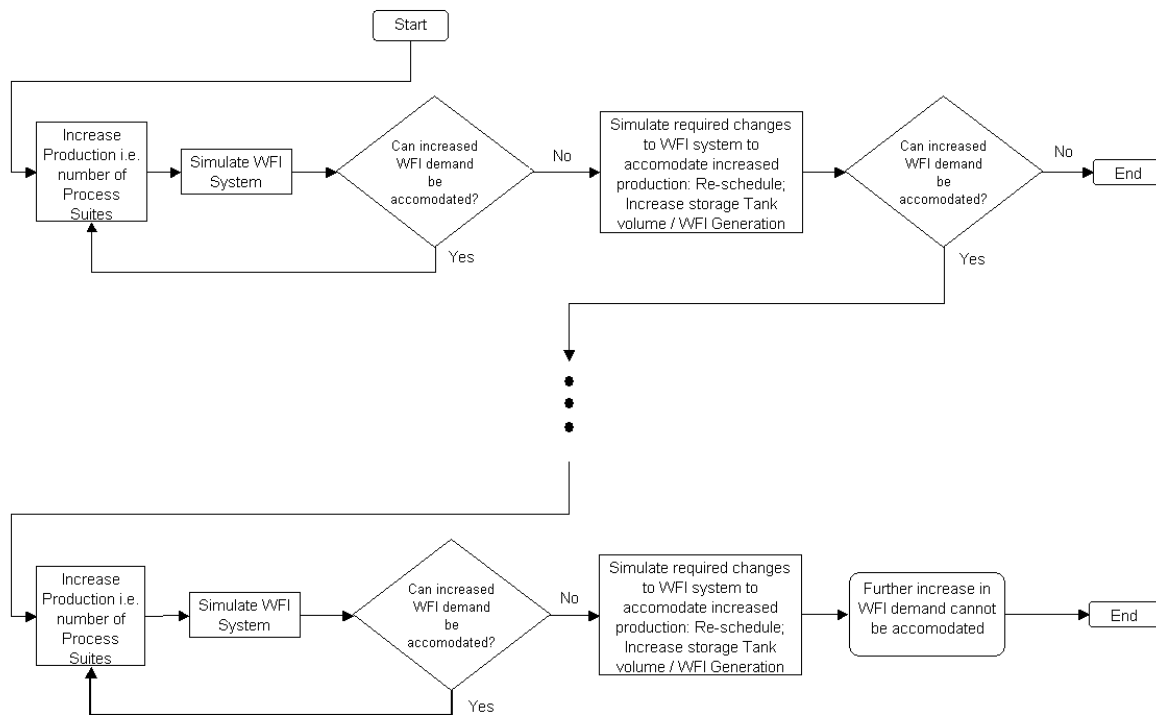 Start
Increase
Production i.e.
number of
Process
Suites
Simulate WFI
System
Can increased
WFI demand
be
accomodated?
No
Yes
Simulate required changes
to WFI system to
accomodate increased
production: Re-schedule;
Increase storage Tank
volume / WFI Generation
Can increased
WFI demand
be
accomodated?
No
Yes
End
Increase
Production i.e.
number of
Process
Suites
Simulate WFI
System
Can increased
WFI demand
be
accomodated?
No
Yes
Simulate required changes
to WFI system to
accomodate increased
production: Re-schedule;
Increase storage Tank
volume / WFI Generation
Further increase in
WFI demand cannot
be accomodated
End